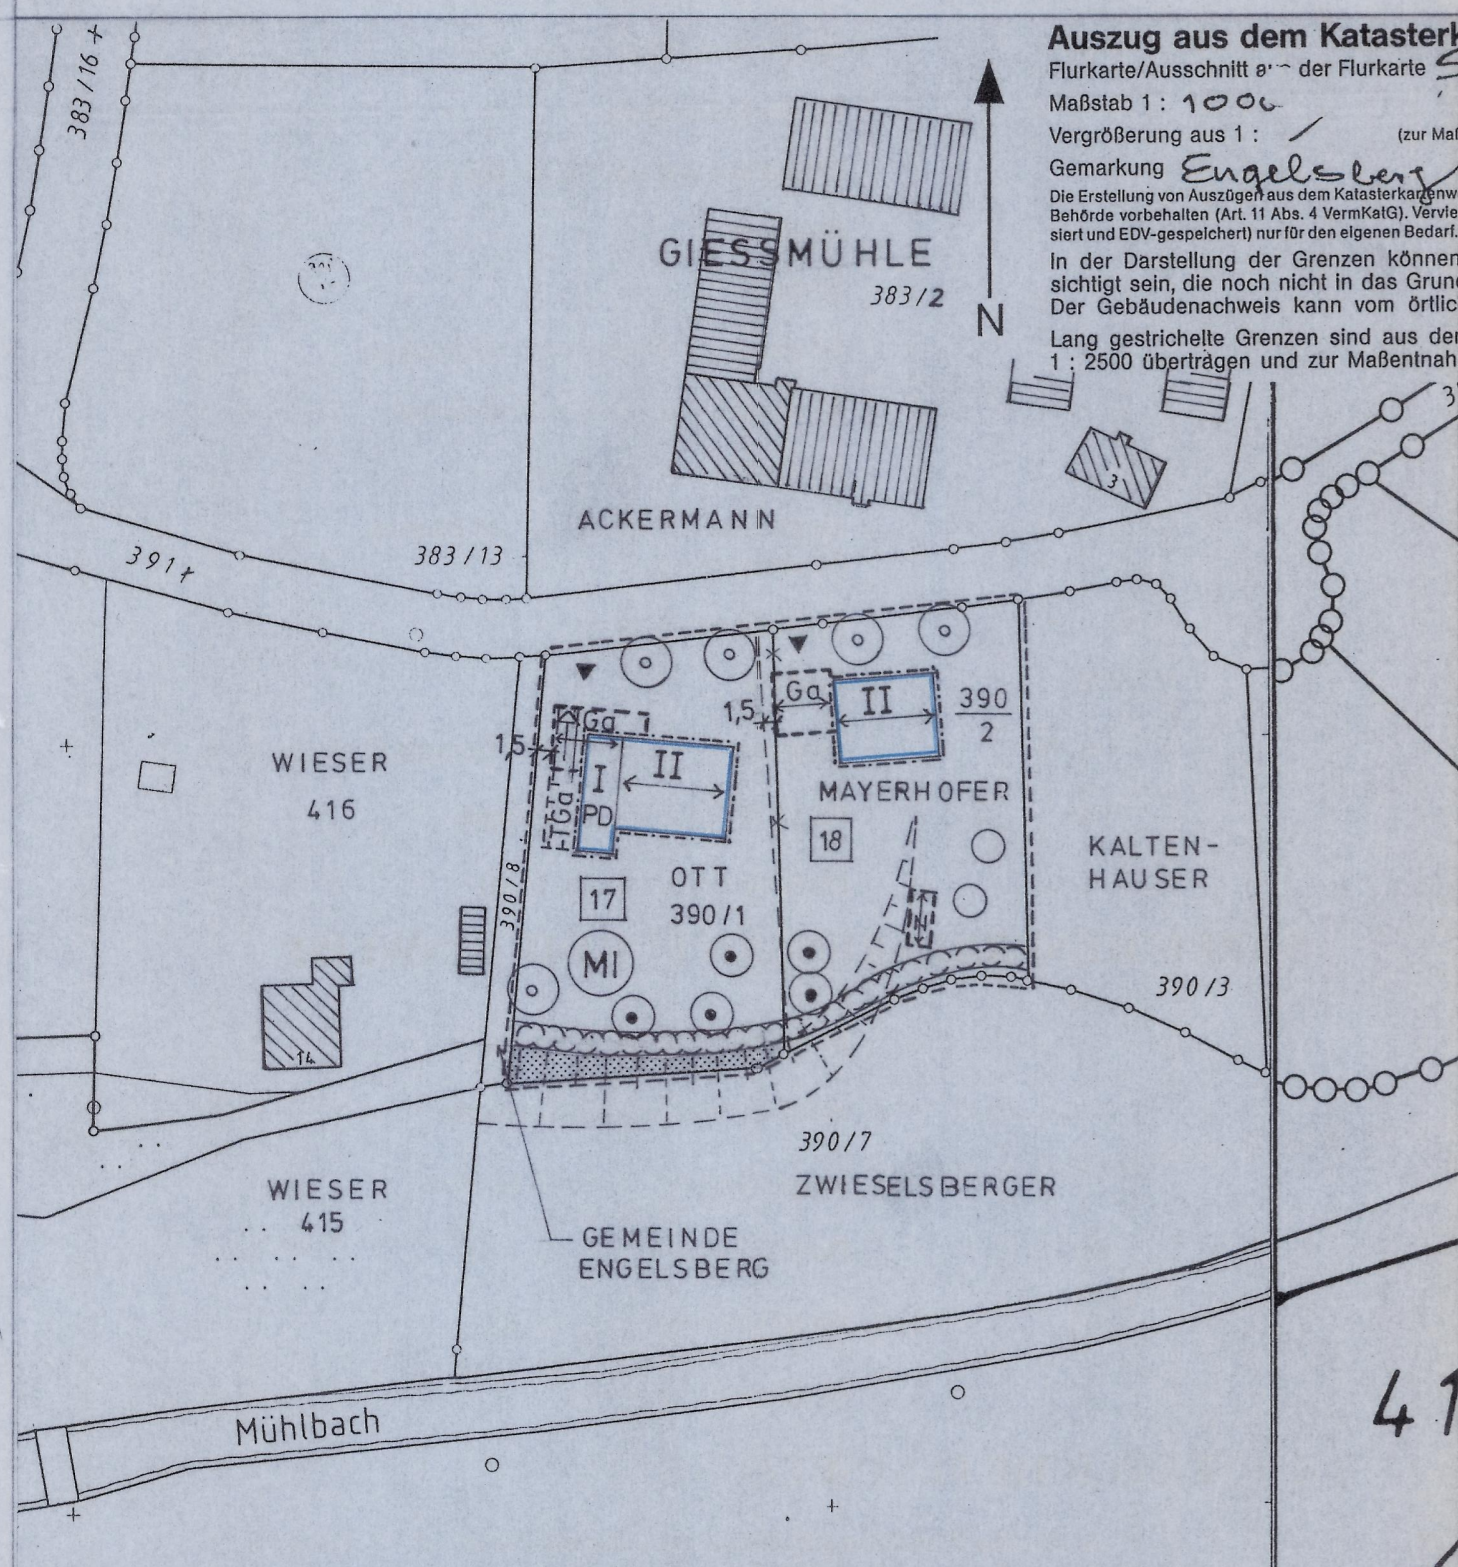 Auszug aus dem Katasterk
Flurkarte/Ausschnitt a der Flurkarte
Maßstab 1 : 1000
Vergrößerung aus 1 : / (zur Maß
Gemarkung Engelsberg
Die Erstellung von Auszügen aus dem Katasterkartenw
Behörde vorbehalten (Art. 11 Abs. 4 VermKatG). Vervie
siert und EDV-gespeichert) nur für den eigenen Bedarf.
In der Darstellung der Grenzen können
sichtigt sein, die noch nicht in das Grun
Der Gebäudenachweis kann vom örtlic
Lang gestrichelte Grenzen sind aus der
1 : 2500 übertragen und zur Maßentnah
N
383/16 +
GIESSMÜHLE
383/2
3
3
ACKERMANN
391+
383/13
WIESER
416
14
390/8
1,5
Ga
TGa
I
PD
II
17
OTT
390/1
MI
1,5
Ga
II
390
2
MAYERHOFER
18
KALTEN-
HAUSER
390/3
390/7
ZWIESELSBERGER
WIESER
415
GEMEINDE
ENGELSBERG
Mühlbach
41